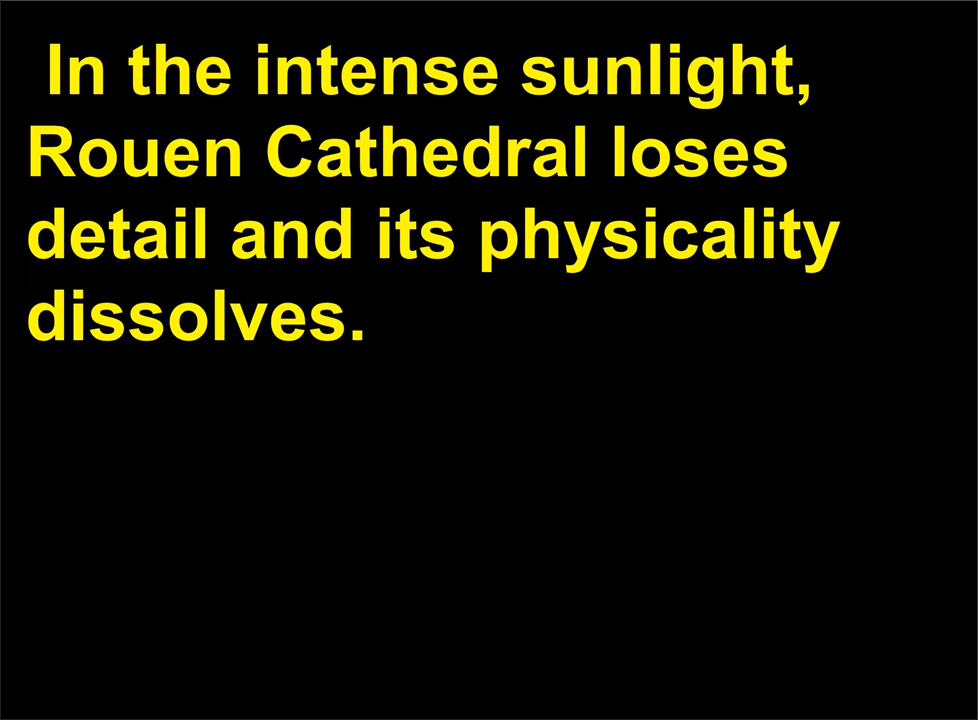 In the intense sunlight,
Rouen Cathedral loses
detail and its physicality
dissolves.